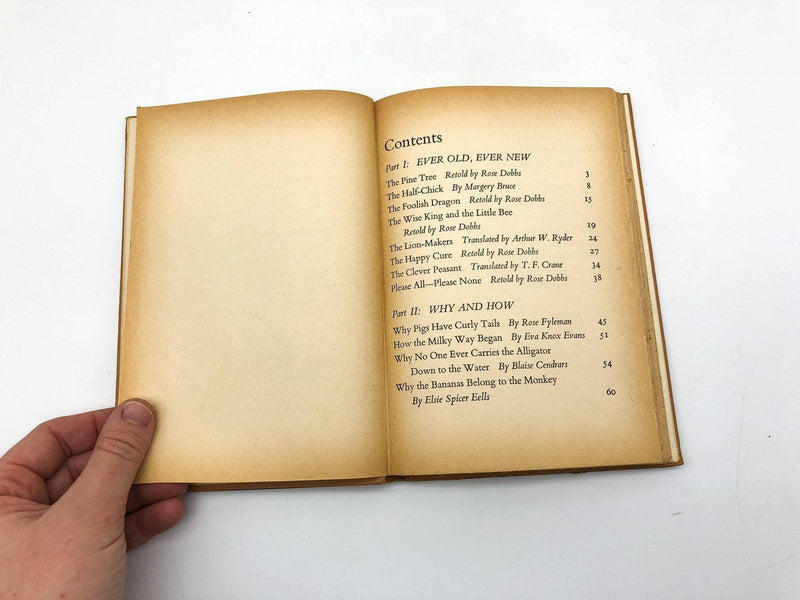 Contents
Part I: EVER OLD, EVER NEW
The Pine Tree Retold by Rose Dobbs 3
The Half-Chick By Margery Bruce 8
The Foolish Dragon Retold by Rose Dobbs 15
The Wise King and the Little Bee
Retold by Rose Dobbs 19
The Lion-Makers Translated by Arthur W. Ryder 24
The Happy Cure Retold by Rose Dobbs 27
The Clever Peasant Translated by T. F. Crane 34
Please All—Please None Retold by Rose Dobbs 38
Part II: WHY AND HOW
Why Pigs Have Curly Tails By Rose Fyleman 45
How the Milky Way Began By Eva Knox Evans 51
Why No One Ever Carries the Alligator
Down to the Water By Blaise Cendrars 54
Why the Bananas Belong to the Monkey
By Elsie Spicer Eells 60